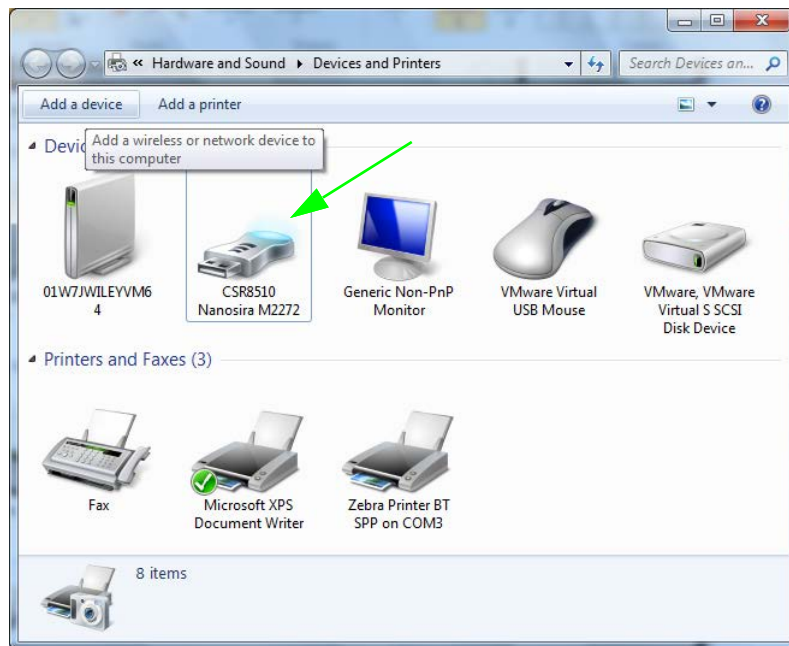 « Hardware and Sound ▸ Devices and Printers
Search Devices an...
Add a device Add a printer
Devic
Add a wireless or network device to
this computer
01W7JWILEYVM6
4
CSR8510
Nanosira M2272
Generic Non-PnP
Monitor
VMware Virtual
USB Mouse
VMware, VMware
Virtual S SCSI
Disk Device
Printers and Faxes (3)
Fax
Microsoft XPS
Document Writer
Zebra Printer BT
SPP on COM3
8 items